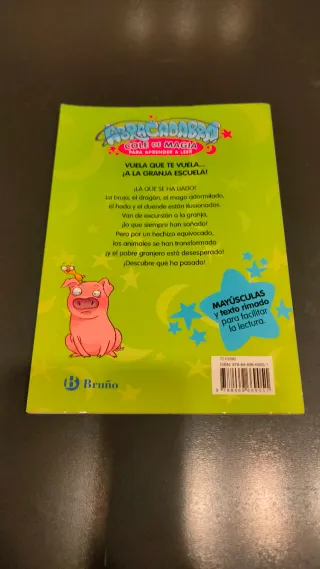 ABRACADABRA
COLE DE MAGIA
PARA APRENDER A LEER
VUELA QUE TE VUELA...
¡A LA GRANJA ESCUELA!
¡LA QUE SE HA LIADO!
La bruja, el dragón, el mago adormilado,
el hada y el duende están ilusionados.
Van de excursión a la granja,
¡lo que siempre han soñado!
Pero por un hechizo equivocado,
los animales se han transformado
¡y el pobre granjero está desesperado!
¡Descubre qué ha pasado!
MAYÚSCULAS
y texto rimado
para facilitar
la lectura.
B Bruño